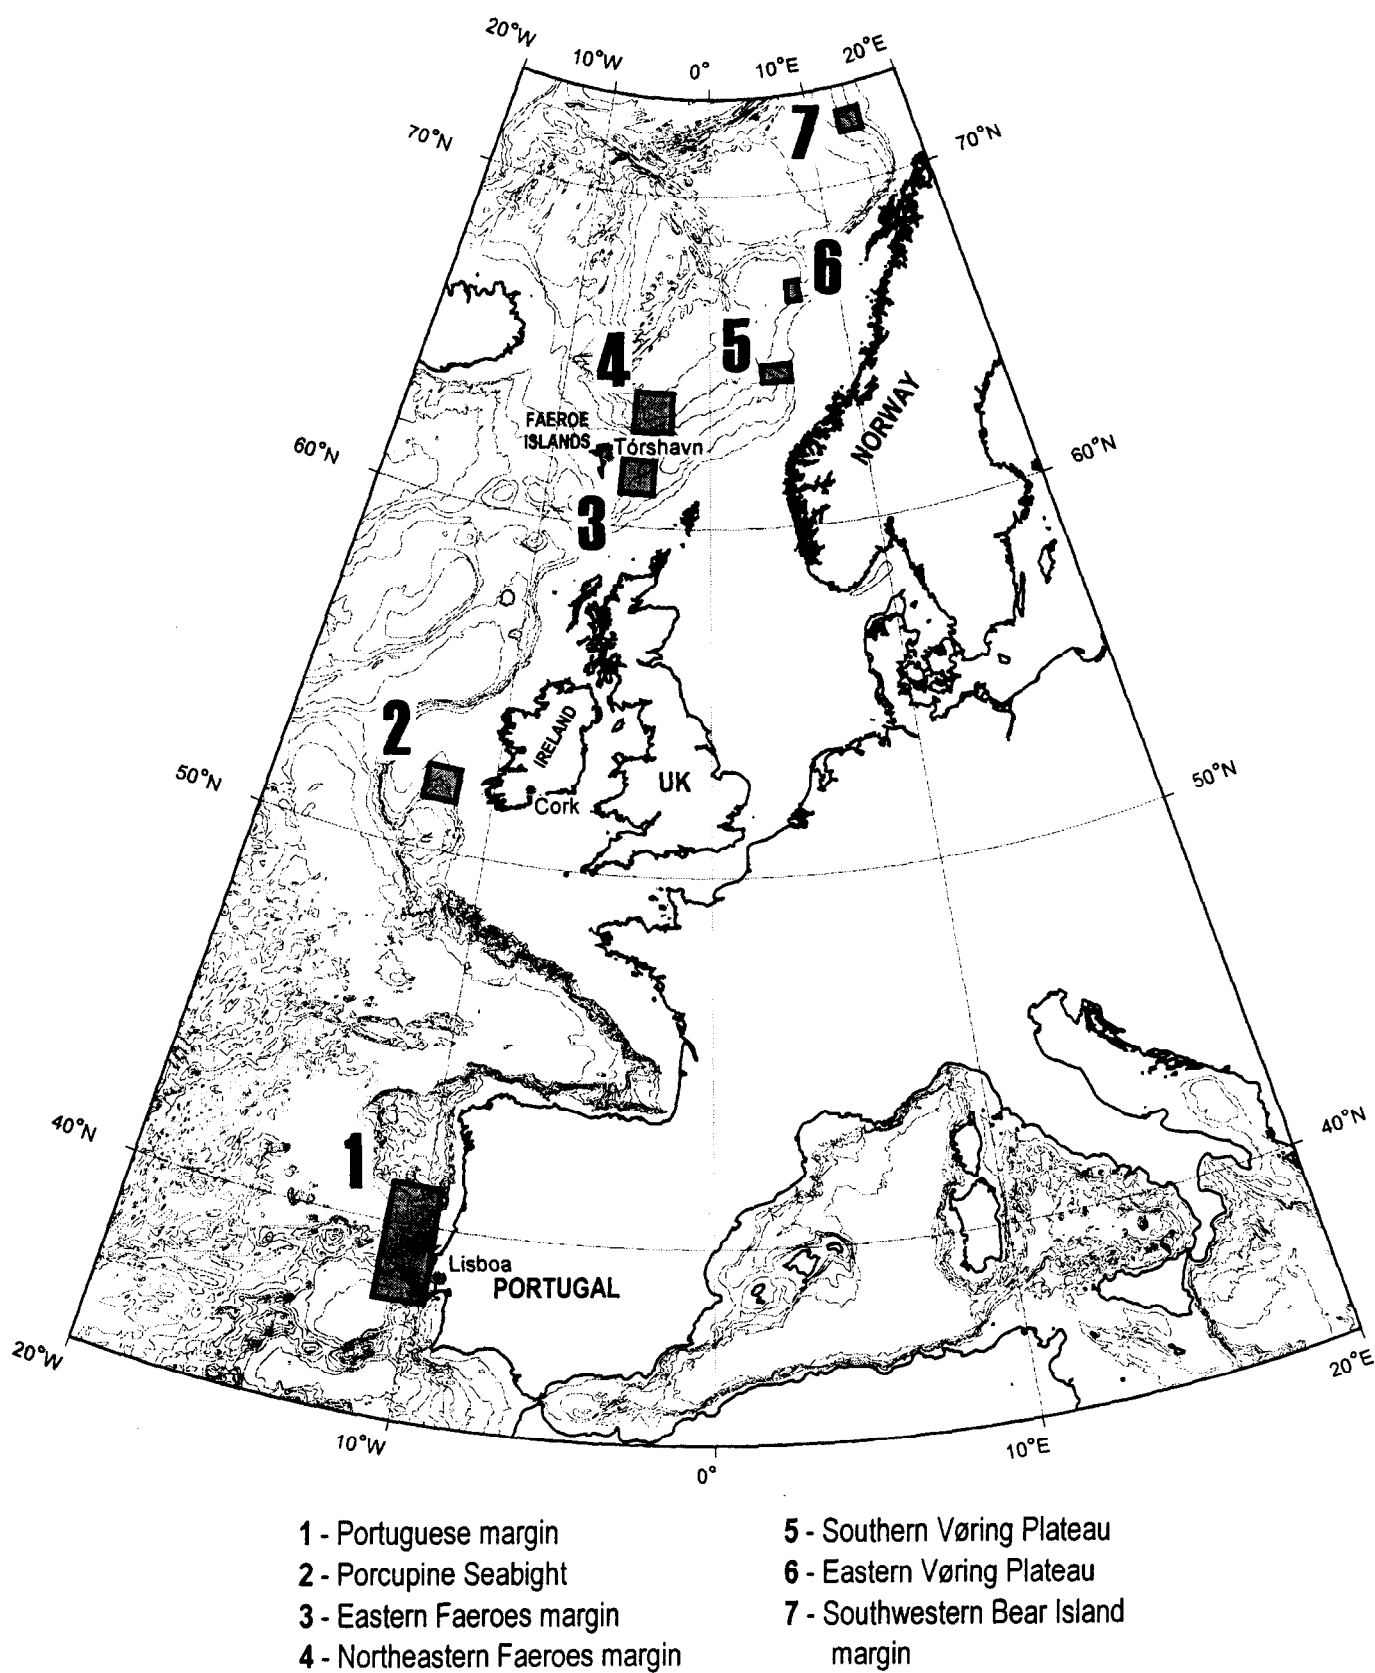 20°W
10°W
0°
10°E
20°E
70°N
7
70°N
6
5
4
FAEROE
ISLANDS
Tórshavn
NORWAY
60°N
60°N
3
2
IRELAND
50°N
UK
50°N
Cork
40°N
40°N
1
Lisboa
PORTUGAL
20°W
20°E
10°W
10°E
0°
1 - Portuguese margin
2 - Porcupine Seabight
3 - Eastern Faeroes margin
4 - Northeastern Faeroes margin
5 - Southern Vøring Plateau
6 - Eastern Vøring Plateau
7 - Southwestern Bear Island
margin